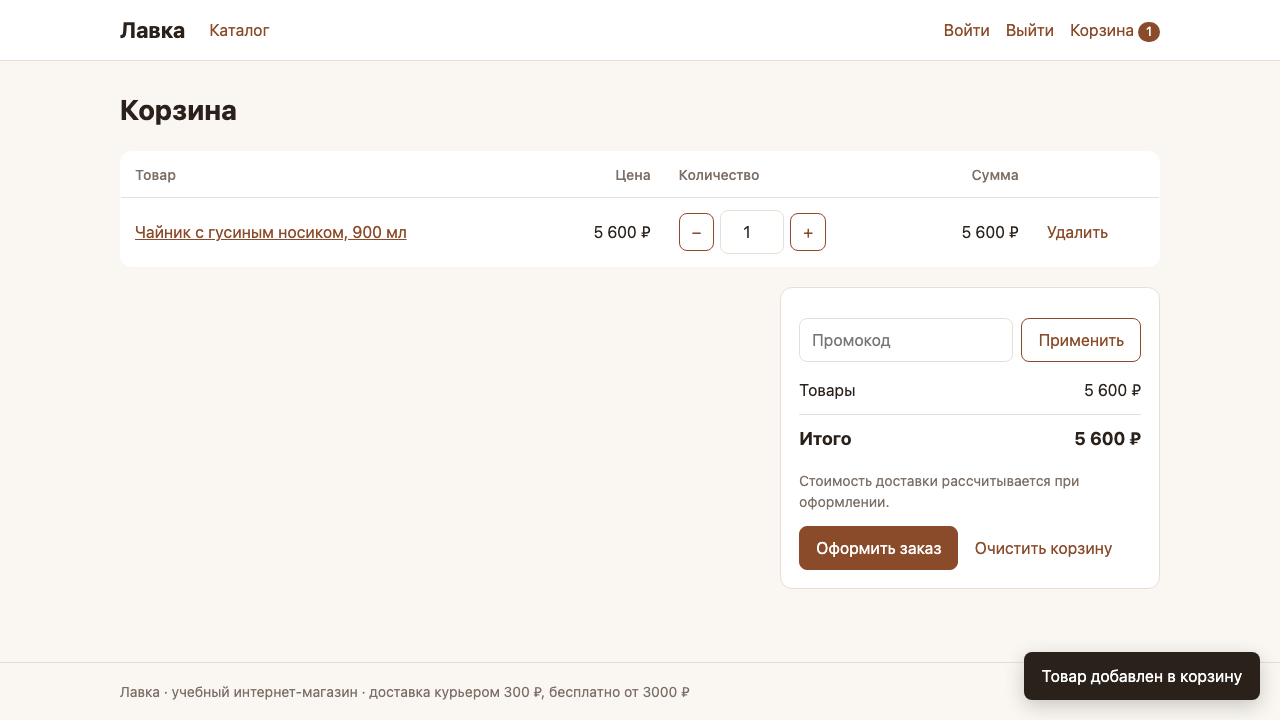 Лавка Каталог Войти Выйти Корзина 1
Корзина
Товар Цена Количество Сумма
Чайник с гусиным носиком, 900 мл 5 600 ₽ − 1 + 5 600 ₽ Удалить
Промокод Применить
Товары 5 600 ₽
Итого 5 600 ₽
Стоимость доставки рассчитывается при
оформлении.
Оформить заказ Очистить корзину
Товар добавлен в корзину
Лавка · учебный интернет-магазин · доставка курьером 300 ₽, бесплатно от 3000 ₽